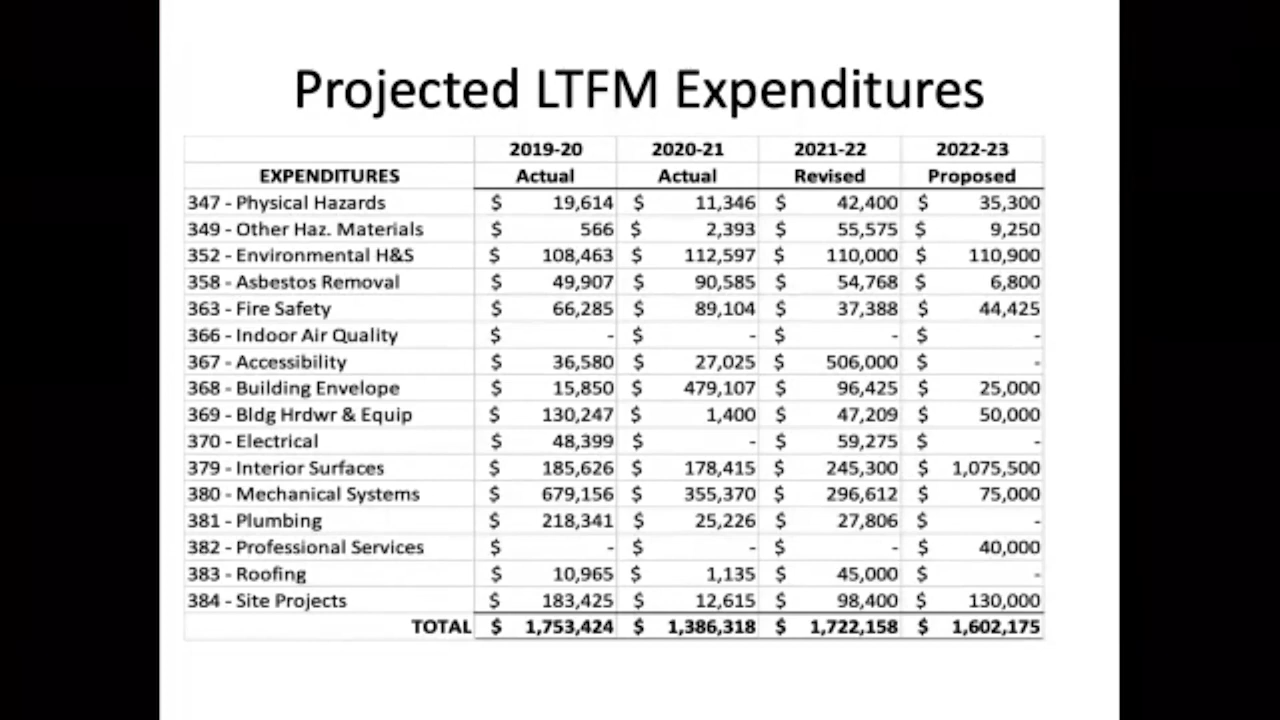 Projected LTFM Expenditures
2019-20 2020-21 2021-22 2022-23
EXPENDITURES Actual Actual Revised Proposed
347 - Physical Hazards $ 19,614 $ 11,346 $ 42,400 $ 35,300
349 - Other Haz. Materials $ 566 $ 2,393 $ 55,575 $ 9,250
352 - Environmental H&S $ 108,463 $ 112,597 $ 110,000 $ 110,900
358 - Asbestos Removal $ 49,907 $ 90,585 $ 54,768 $ 6,800
363 - Fire Safety $ 66,285 $ 89,104 $ 37,388 $ 44,425
366 - Indoor Air Quality $ - $ - $ - $ -
367 - Accessibility $ 36,580 $ 27,025 $ 506,000 $ -
368 - Building Envelope $ 15,850 $ 479,107 $ 96,425 $ 25,000
369 - Bldg Hrdwr & Equip $ 130,247 $ 1,400 $ 47,209 $ 50,000
370 - Electrical $ 48,399 $ - $ 59,275 $ -
379 - Interior Surfaces $ 185,626 $ 178,415 $ 245,300 $ 1,075,500
380 - Mechanical Systems $ 679,156 $ 355,370 $ 296,612 $ 75,000
381 - Plumbing $ 218,341 $ 25,226 $ 27,806 $ -
382 - Professional Services $ - $ - $ - $ 40,000
383 - Roofing $ 10,965 $ 1,135 $ 45,000 $ -
384 - Site Projects $ 183,425 $ 12,615 $ 98,400 $ 130,000
TOTAL $ 1,753,424 $ 1,386,318 $ 1,722,158 $ 1,602,175